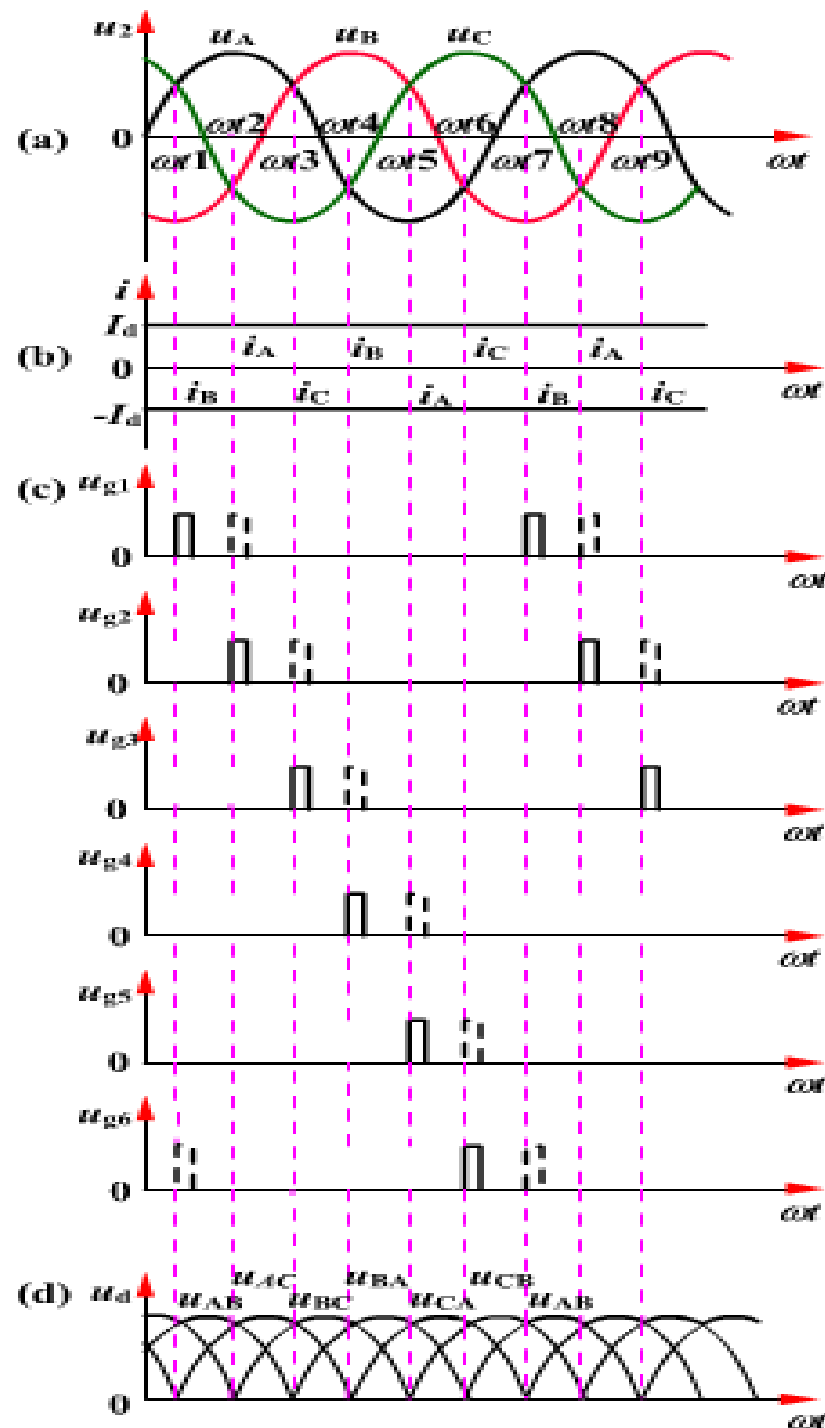 u2 uA uB uC
ωt2 ωt4 ωt6 ωt8
(a) 0
ωt1 ωt3 ωt5 ωt7 ωt9 ωt
i
Id
iA iB iC iA
(b) 0
ωt
iB iC iA iB iC
-Id
(c) ug1
0
ωt
ug2
0
ωt
ug3
0
ωt
ug4
0
ωt
ug5
0
ωt
ug6
0
ωt
uAC uBA uCB
(d) ud uAB uBC uCA uAB
0
ωt